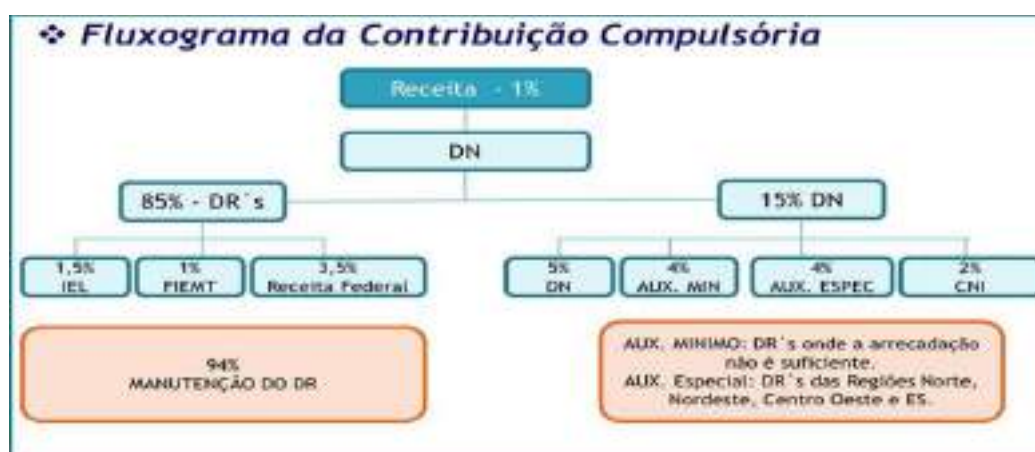 ❖ Fluxograma da Contribuição Compulsória
Receita - 1%
DN
85% - DR´s
15% DN
1,5%
IEL
1%
FIEMT
3,5%
Receita Federal
5%
DN
4%
AUX. MIN
4%
AUX. ESPEC
2%
CNI
94%
MANUTENÇÃO DO DR
AUX. MINIMO: DR´s onde a arrecadação
não é suficiente.
AUX. Especial: DR´s das Regiões Norte,
Nordeste, Centro Oeste e ES.